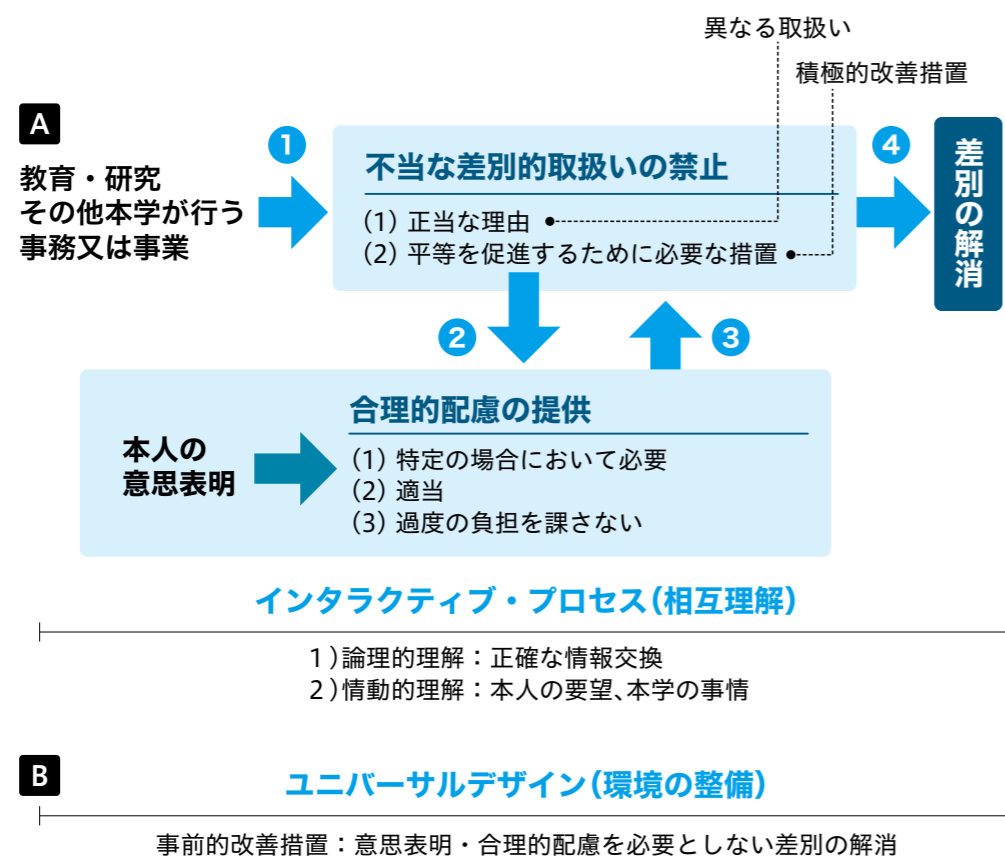 異なる取扱い
積極的改善措置
A
教育・研究
その他本学が行う
事務又は事業
1
不当な差別的取扱いの禁止
(1) 正当な理由
(2) 平等を促進するために必要な措置
4
差別の解消
2
3
合理的配慮の提供
本人の
意思表明
(1) 特定の場合において必要
(2) 適当
(3) 過度の負担を課さない
インタラクティブ・プロセス(相互理解)
1)論理的理解:正確な情報交換
2)情動的理解:本人の要望、本学の事情
B
ユニバーサルデザイン(環境の整備)
事前的改善措置:意思表明・合理的配慮を必要としない差別の解消